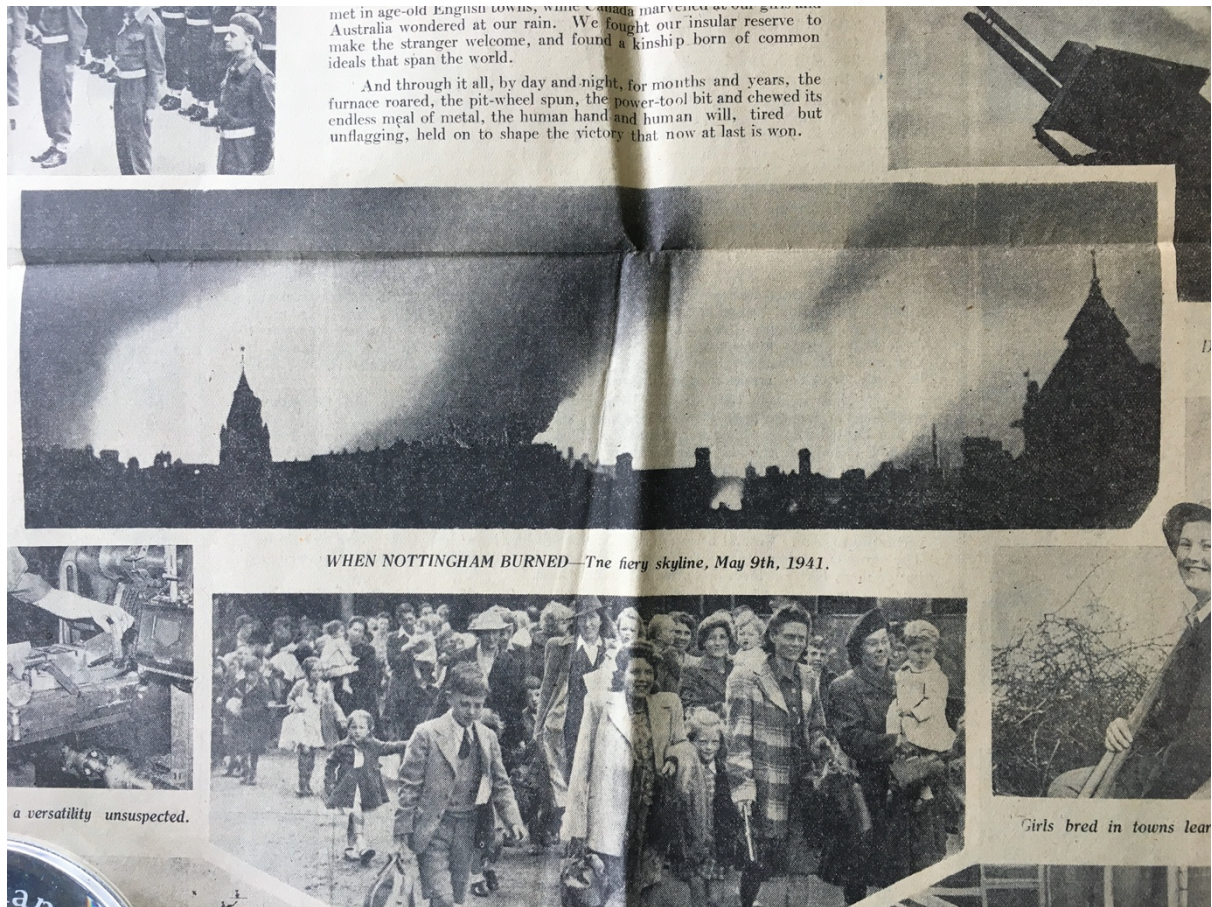 met in age-old English towns, while Canada marvelled at our girls and
Australia wondered at our rain. We fought our insular reserve to
make the stranger welcome, and found a kinship born of common
ideals that span the world.
And through it all, by day and night, for months and years, the
furnace roared, the pit-wheel spun, the power-tool bit and chewed its
endless meal of metal, the human hand and human will, tired but
unflagging, held on to shape the victory that now at last is won.
D
WHEN NOTTINGHAM BURNED—Tne fiery skyline, May 9th, 1941.
a versatility unsuspected.
Girls bred in towns lear
an